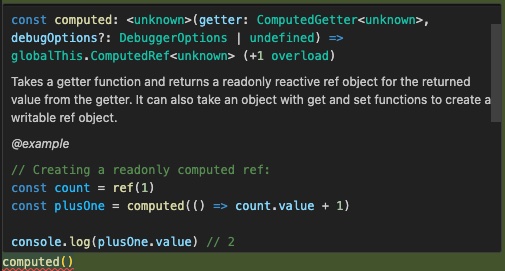 const computed: <unknown>(getter: ComputedGetter<unknown>,
debugOptions?: DebuggerOptions | undefined) =>
globalThis.ComputedRef<unknown> (+1 overload)
Takes a getter function and returns a readonly reactive ref object for the returned
value from the getter. It can also take an object with get and set functions to create a
writable ref object.
@example
// Creating a readonly computed ref:
const count = ref(1)
const plusOne = computed(() => count.value + 1)
console.log(plusOne.value) // 2
computed()